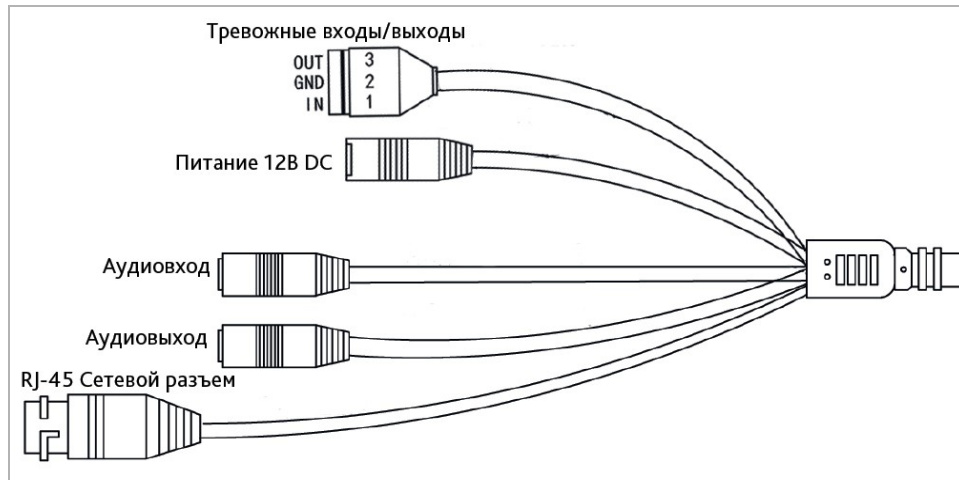 Тревожные входы/выходы
OUT 3
GND 2
IN 1
Питание 12В DC
Аудиовход
Аудиовыход
RJ-45 Сетевой разъем